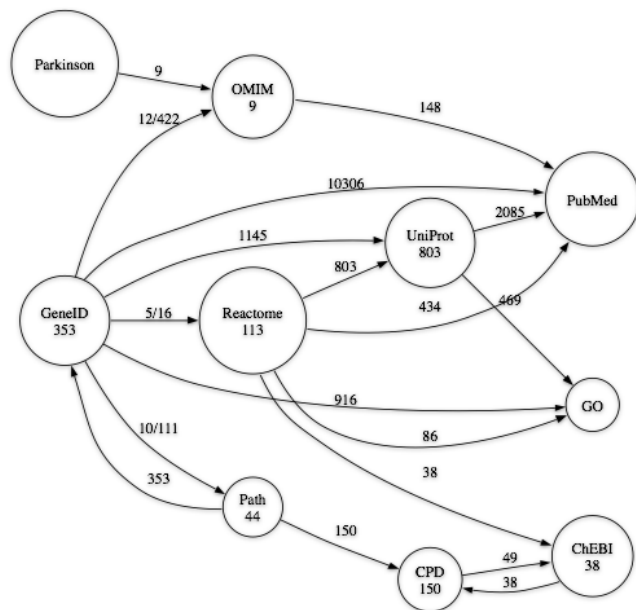 Parkinson
9
OMIM
9
12/422
148
10306
PubMed
2085
1145
UniProt
803
803
GeneID
353
5/16
Reactome
113
434
469
916
GO
10/111
86
353
38
Path
44
150
49
ChEBI
38
CPD
150
38